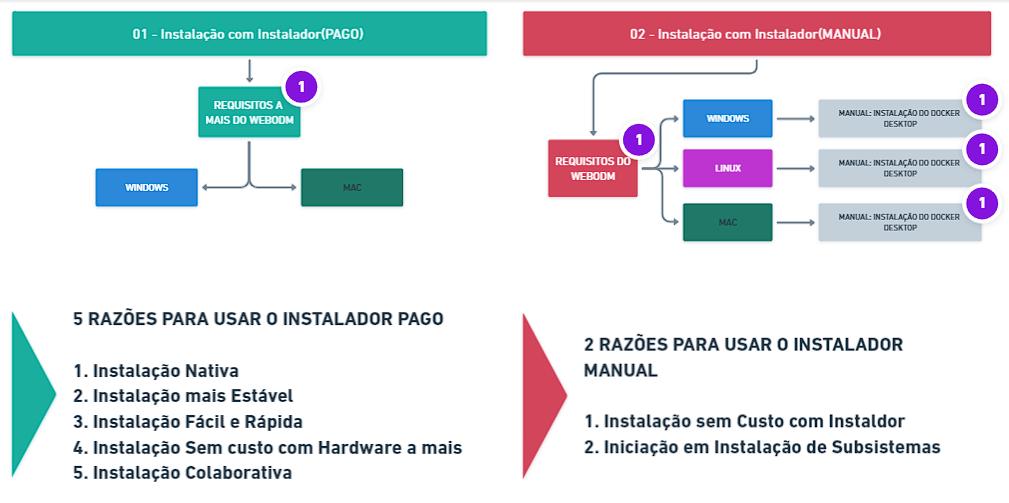 01 - Instalação com Instalador(PAGO)
1
REQUISITOS A
MAIS DO WEBODM
WINDOWS
MAC
02 - Instalação com Instalador(MANUAL)
1
REQUISITOS DO
WEBODM
WINDOWS
MANUAL: INSTALAÇÃO DO DOCKER
DESKTOP
1
LINUX
MANUAL: INSTALAÇÃO DO DOCKER
DESKTOP
1
MAC
MANUAL: INSTALAÇÃO DO DOCKER
DESKTOP
1
5 RAZÕES PARA USAR O INSTALADOR PAGO
1. Instalação Nativa
2. Instalação mais Estável
3. Instalação Fácil e Rápida
4. Instalação Sem custo com Hardware a mais
5. Instalação Colaborativa
2 RAZÕES PARA USAR O INSTALADOR
MANUAL
1. Instalação sem Custo com Instaldor
2. Iniciação em Instalação de Subsistemas